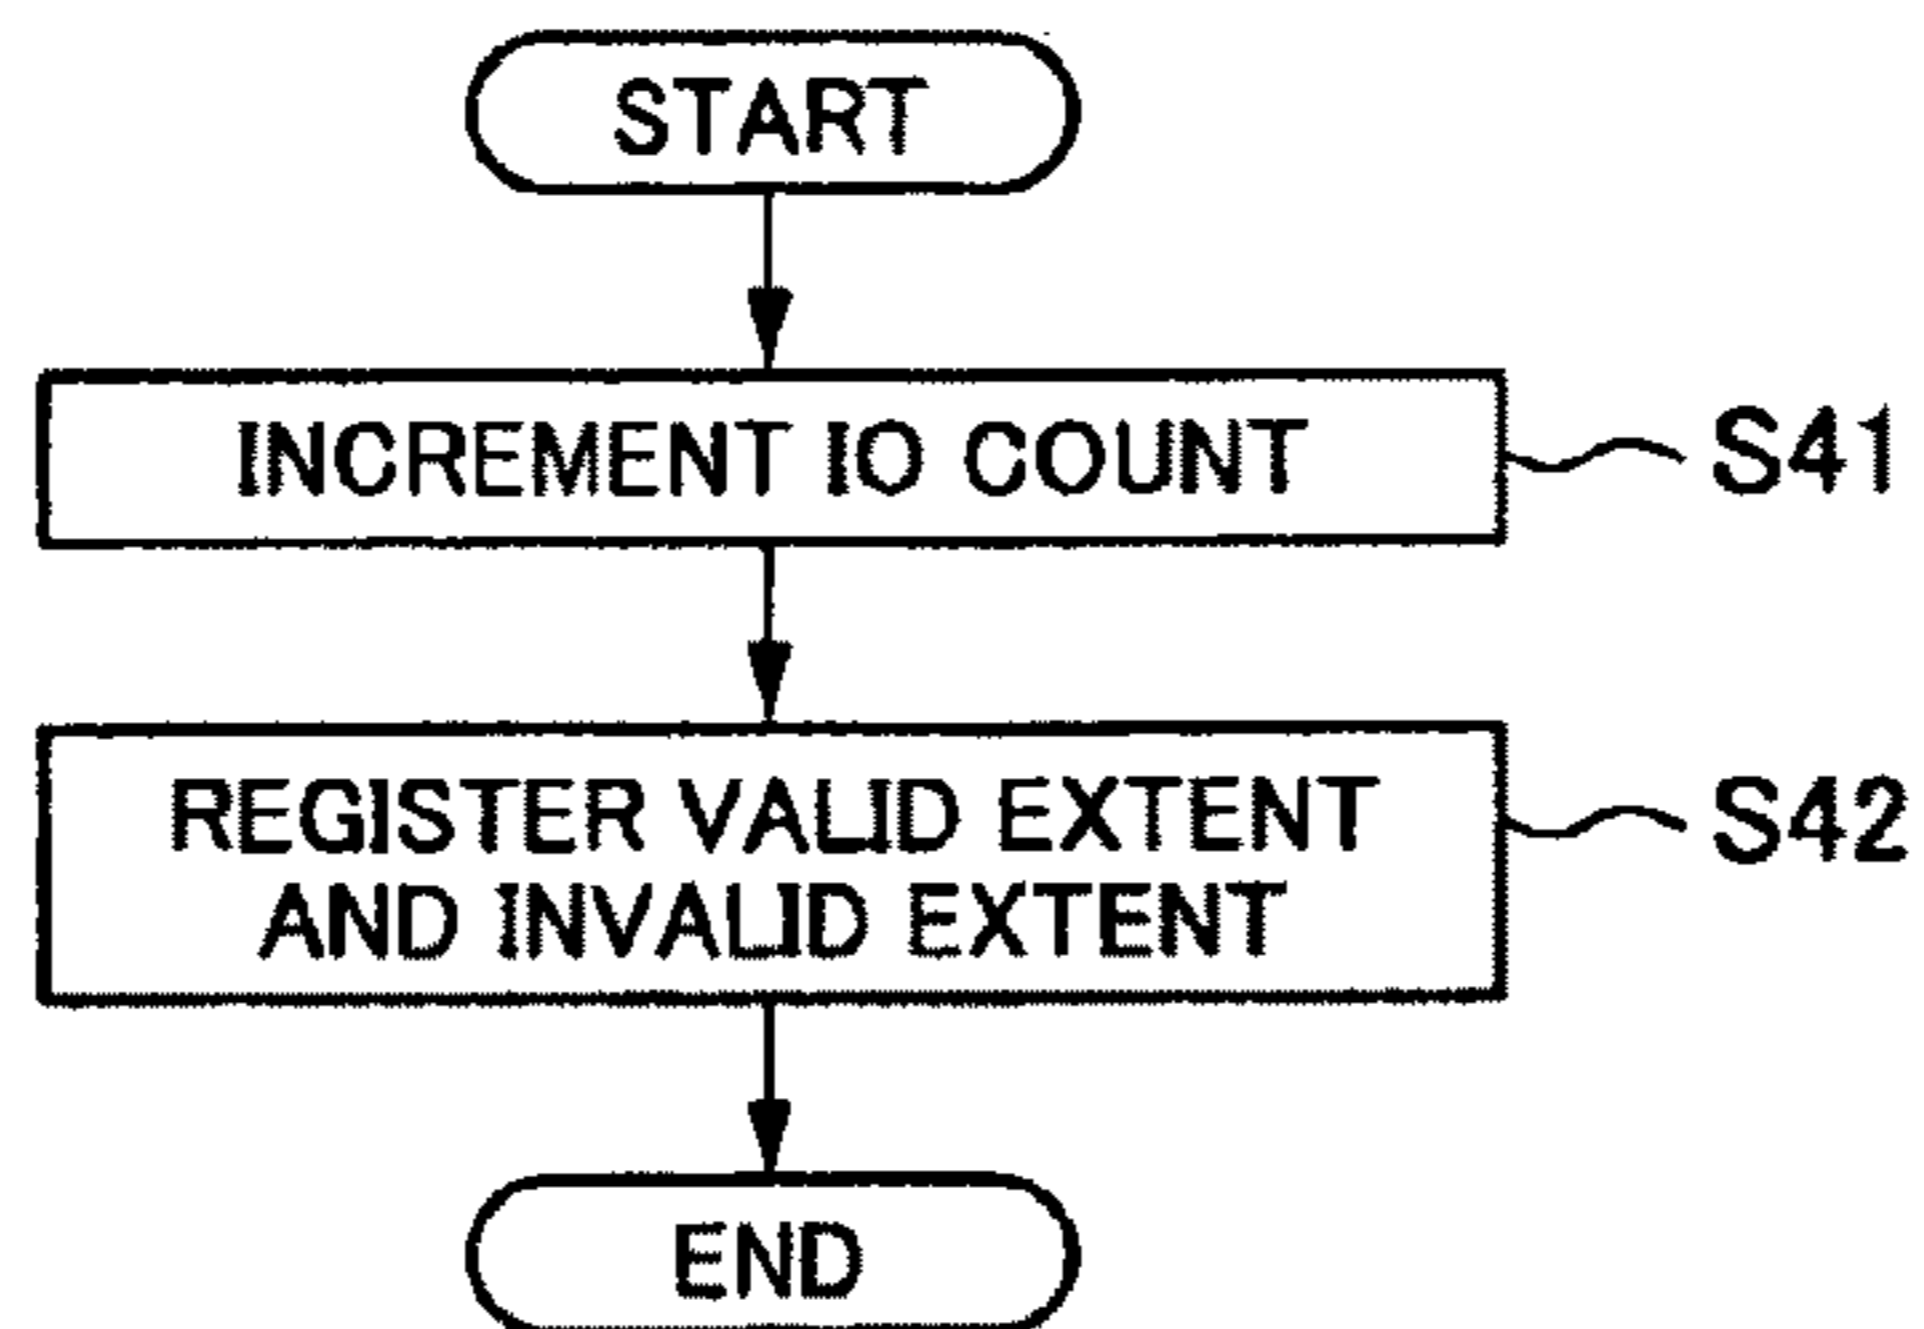 START
INCREMENT IO COUNT
S41
REGISTER VALID EXTENT
AND INVALID EXTENT
S42
END